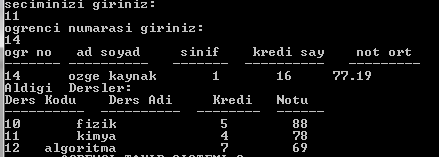 seciminizi giriniz:
11
ogrenci numarasi giriniz:
14
ogr no ad soyad sinif kredi say not ort
14 ozge kaynak 1 16 77.19
Aldigi Dersler:
Ders Kodu Ders Adi Kredi Notu
10 fizik 5 88
11 kimya 4 78
12 algoritma 7 69